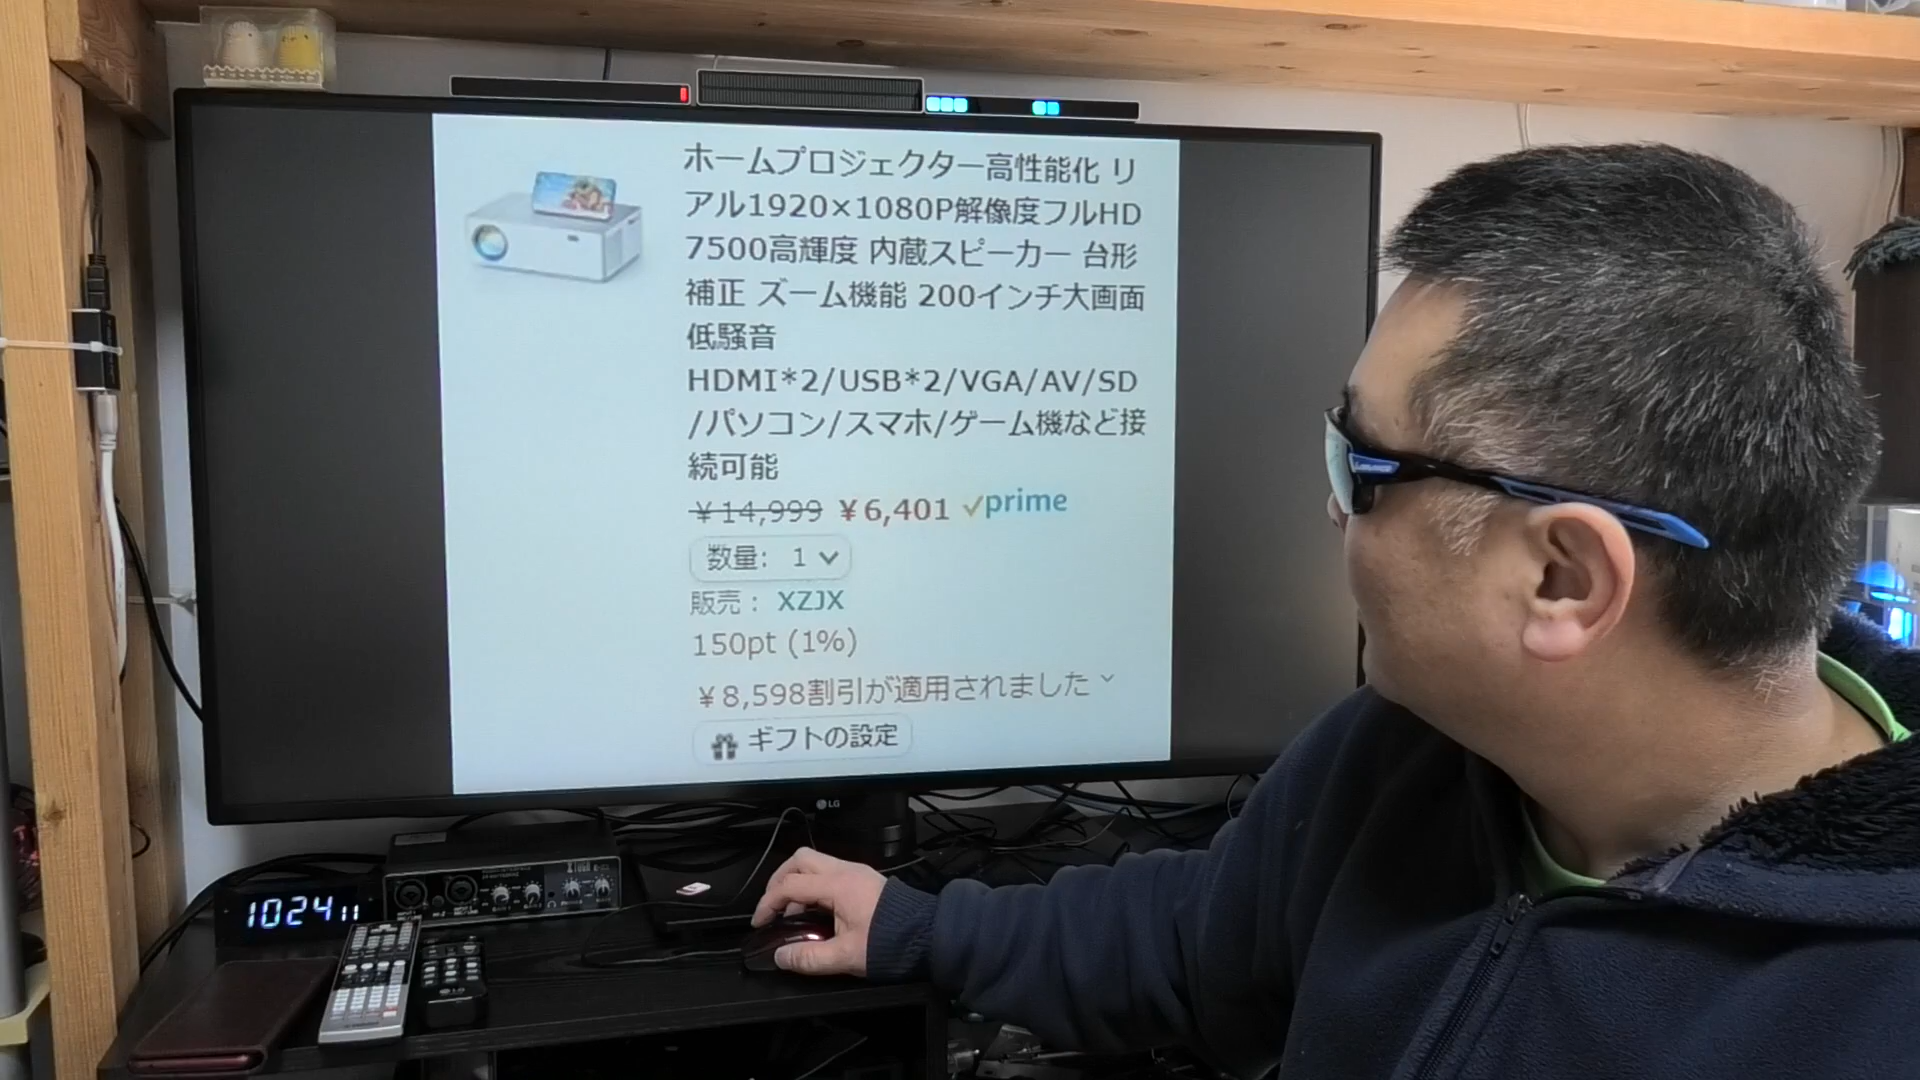 ホームプロジェクター高性能化 リ
アル1920×1080P解像度フルHD
7500高輝度 内蔵スピーカー 台形
補正 ズーム機能 200インチ大画面
低騒音
HDMI*2/USB*2/VGA/AV/SD
/パソコン/スマホ/ゲーム機など接
続可能
￥14,999 ￥6,401 prime
数量: 1
販売： XZJX
150pt (1%)
￥8,598割引が適用されました
ギフトの設定
LG
1024 11
LG